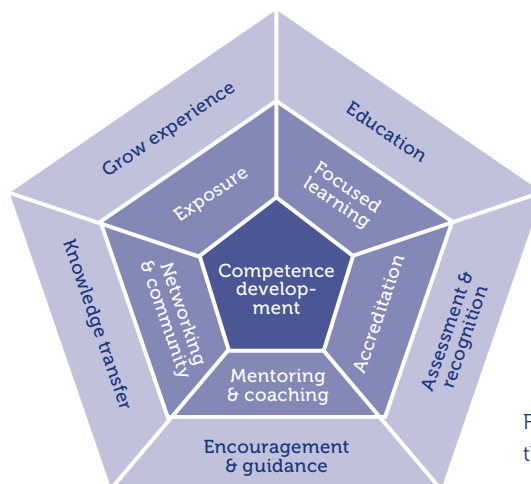 Grow experience
Education
Exposure
Focused
learning
Competence
develop-
ment
Knowledge transfer
Networking
& community
Accreditation
Assessment &
recognition
Mentoring
& coaching
Encouragement
& guidance